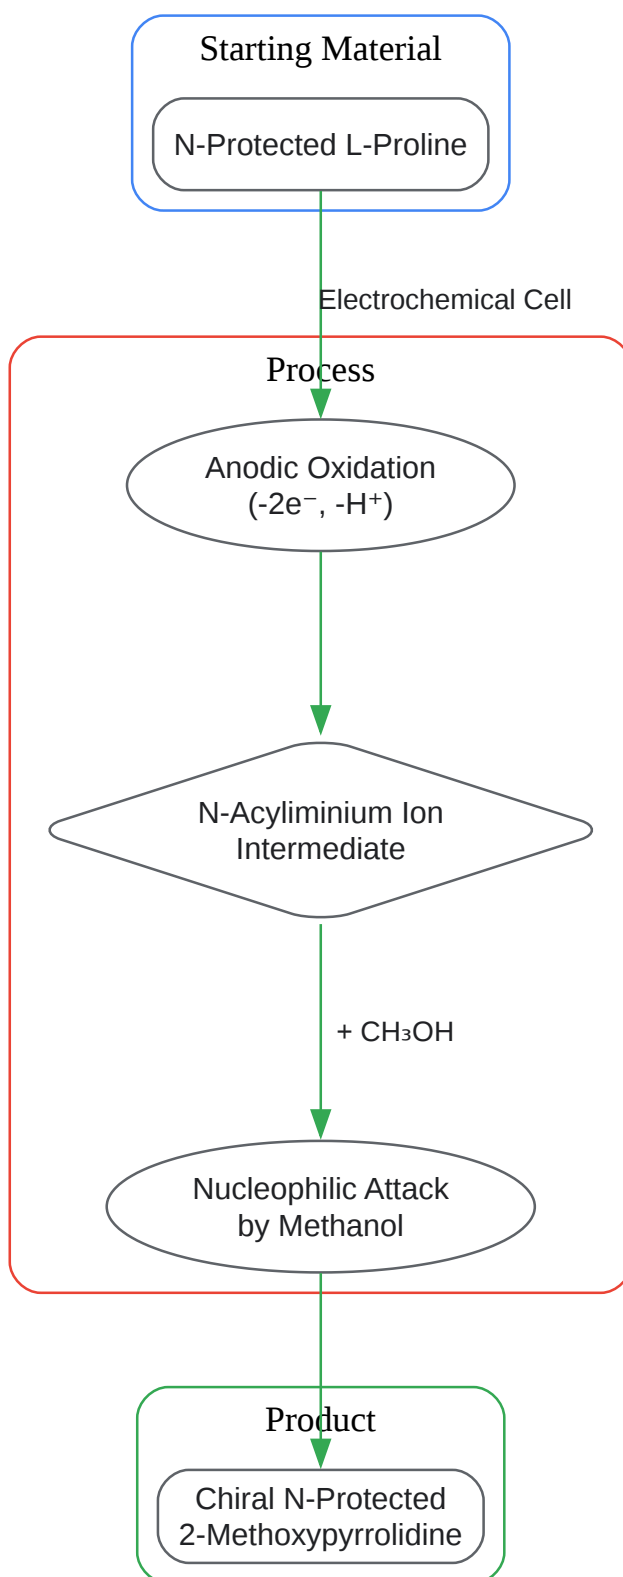 Starting Material
N-Protected L-Proline
Electrochemical Cell
Process
Anodic Oxidation
(-2e⁻, -H⁺)
N-Acyliminium Ion
Intermediate
+ CH₃OH
Nucleophilic Attack
by Methanol
Product
Chiral N-Protected
2-Methoxypyrrolidine